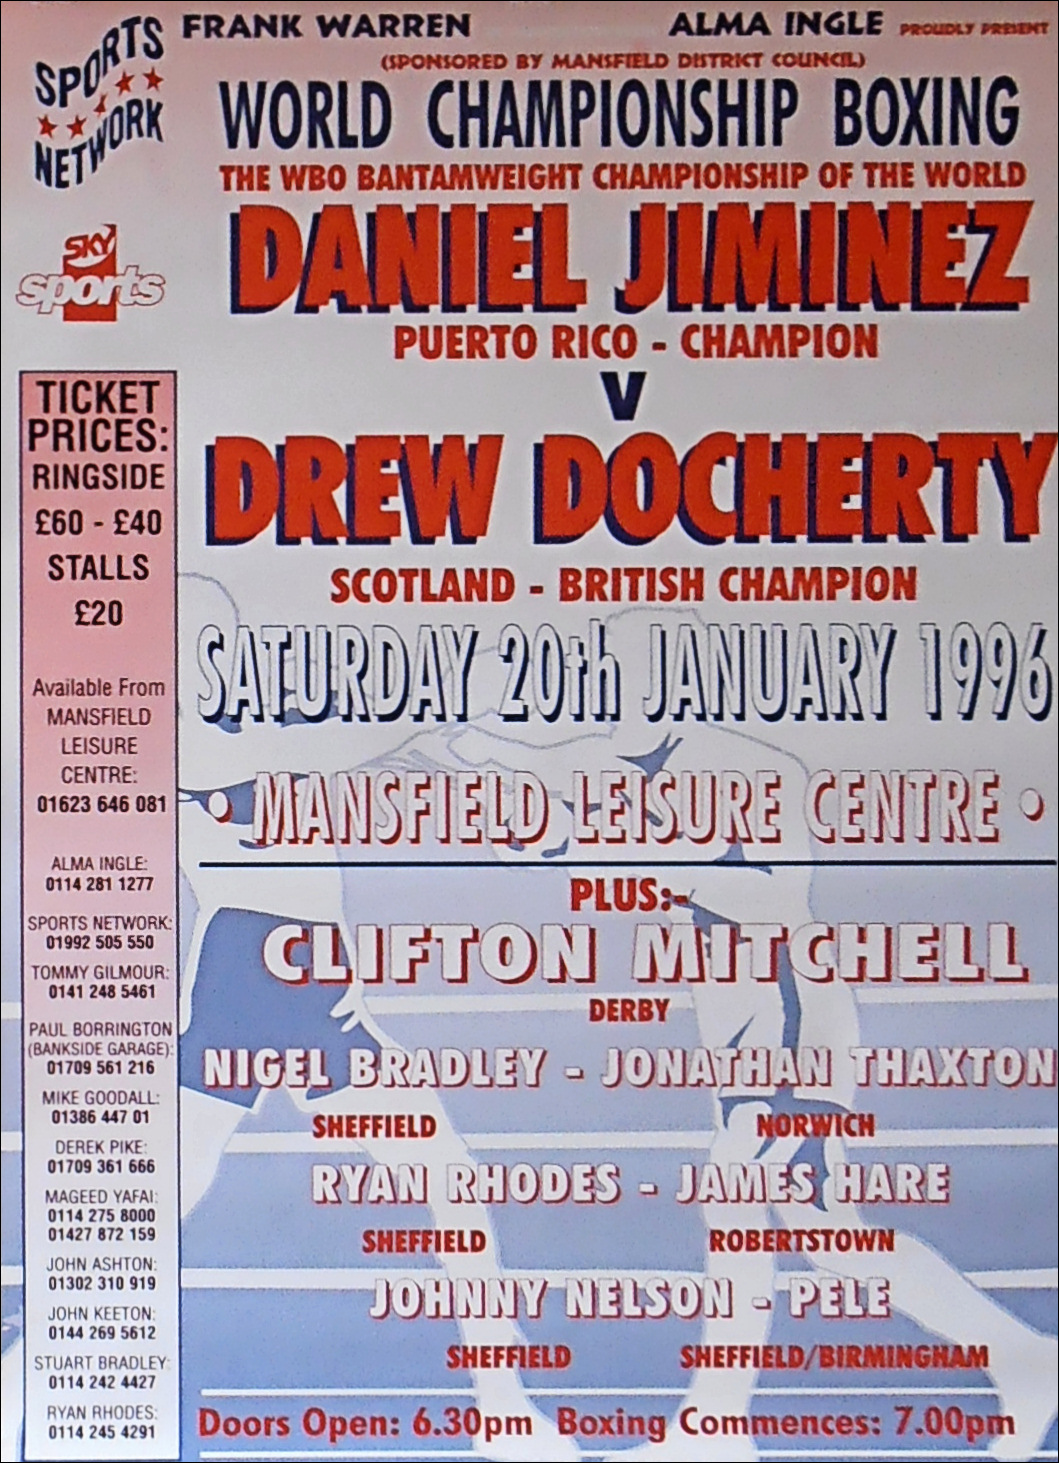 SPORTS
NETWORK
FRANK WARREN
ALMA INGLE PROUDLY PRESENT
(SPONSORED BY MANSFIELD DISTRICT COUNCIL)
WORLD CHAMPIONSHIP BOXING
THE WBO BANTAMWEIGHT CHAMPIONSHIP OF THE WORLD
DANIEL JIMINEZ
PUERTO RICO - CHAMPION
V
DREW DOCHERTY
SCOTLAND - BRITISH CHAMPION
SATURDAY 20th JANUARY 1996
• MANSFIELD LEISURE CENTRE •
PLUS:-
CLIFTON MITCHELL
DERBY
NIGEL BRADLEY - JONATHAN THAXTON
SHEFFIELD NORWICH
RYAN RHODES - JAMES HARE
SHEFFIELD ROBERTSTOWN
JOHNNY NELSON - PELE
SHEFFIELD SHEFFIELD/BIRMINGHAM
Doors Open: 6.30pm Boxing Commences: 7.00pm
SKY
sports
TICKET
PRICES:
RINGSIDE
£60 - £40
STALLS
£20
Available From
MANSFIELD
LEISURE
CENTRE:
01623 646 081
ALMA INGLE:
0114 281 1277
SPORTS NETWORK:
01992 505 550
TOMMY GILMOUR:
0141 248 5461
PAUL BORRINGTON
(BANKSIDE GARAGE):
01709 561 216
MIKE GOODALL:
01386 447 01
DEREK PIKE:
01709 361 666
MAGEED YAFAI:
0114 275 8000
01427 872 159
JOHN ASHTON:
01302 310 919
JOHN KEETON:
0144 269 5612
STUART BRADLEY:
0114 242 4427
RYAN RHODES:
0114 245 4291